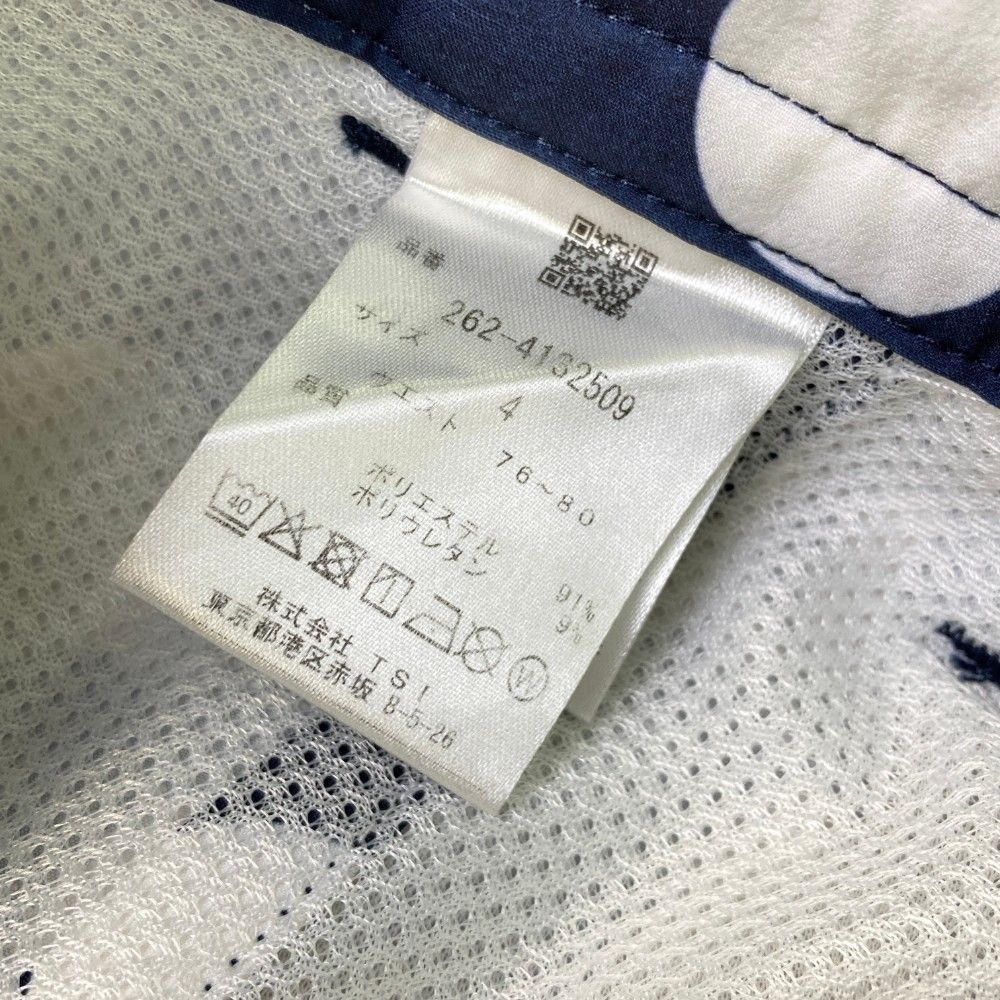 品番
262-4132509
サイズ 4
ウエスト 76~80
品質
ポリエステル 91%
ポリウレタン 9%
40
W
株式会社 TSI
東京都港区赤坂 8-5-26